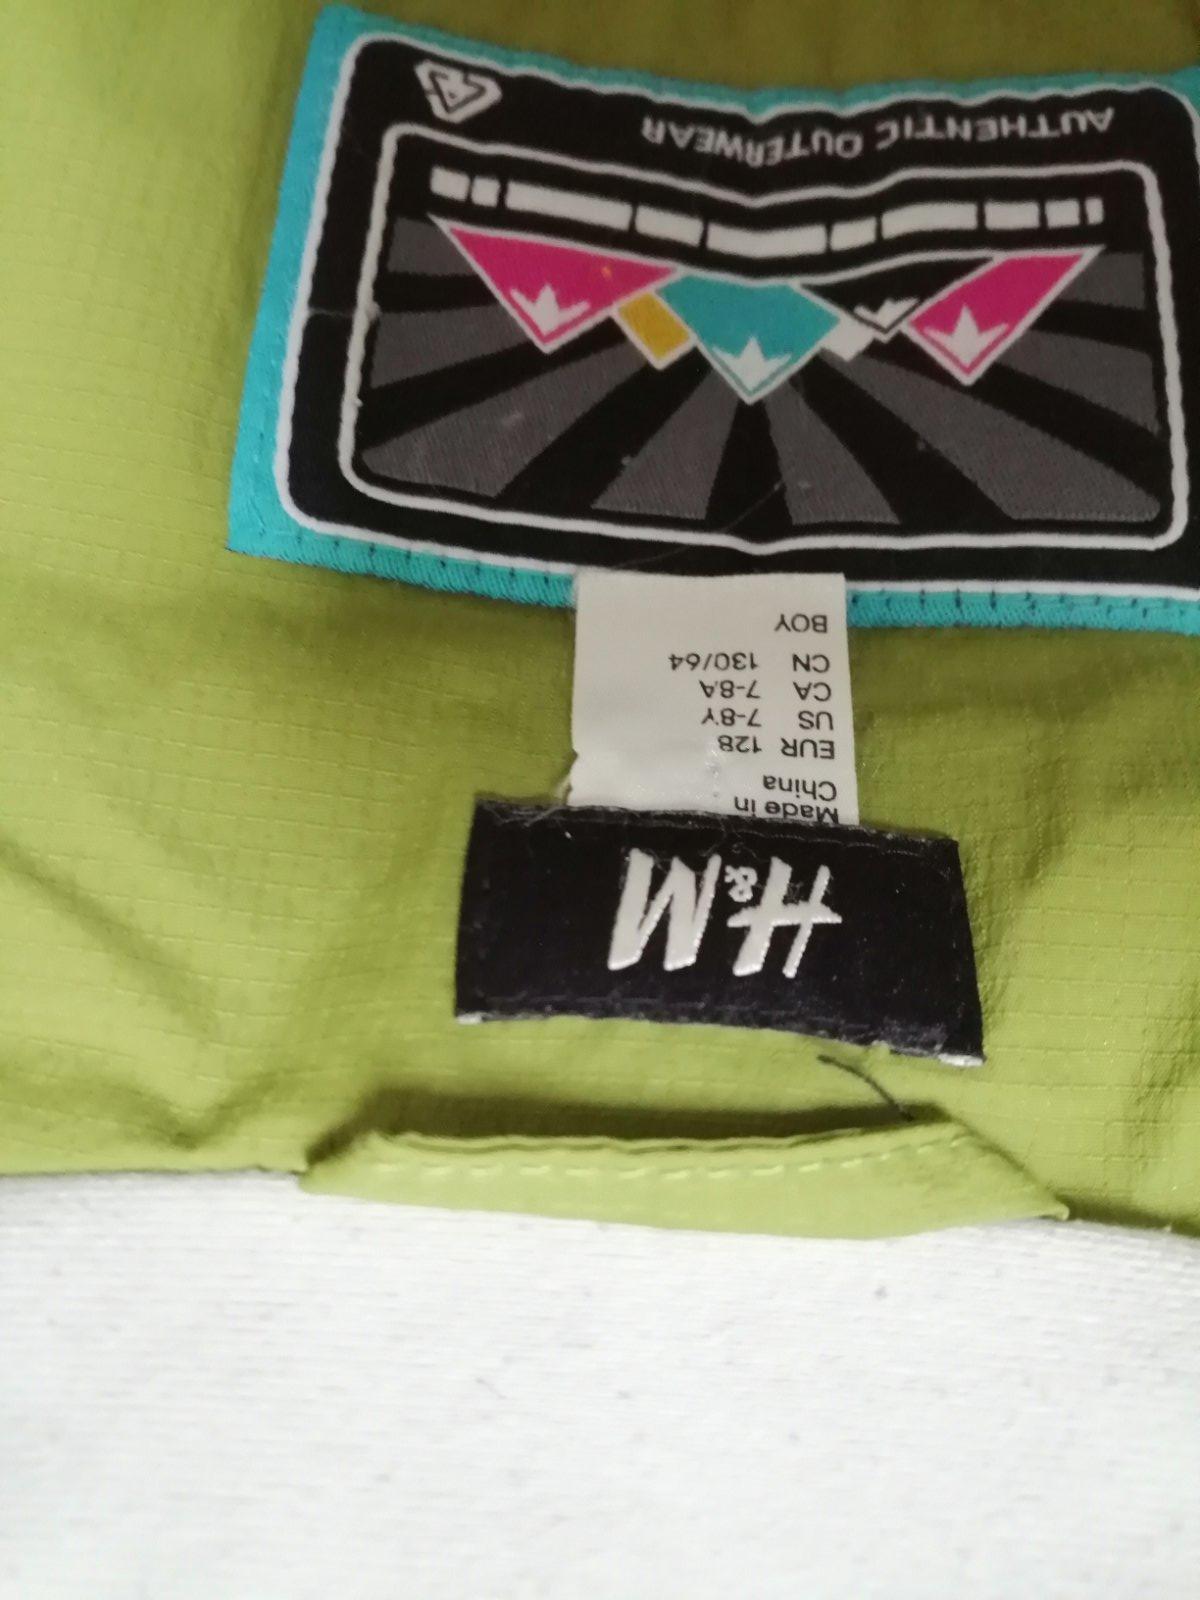 H&M
Made in
China
EUR 128
US 7-8Y
CA 7-8A
CN 130/64
BOY
AUTHENTIC OUTERWEAR